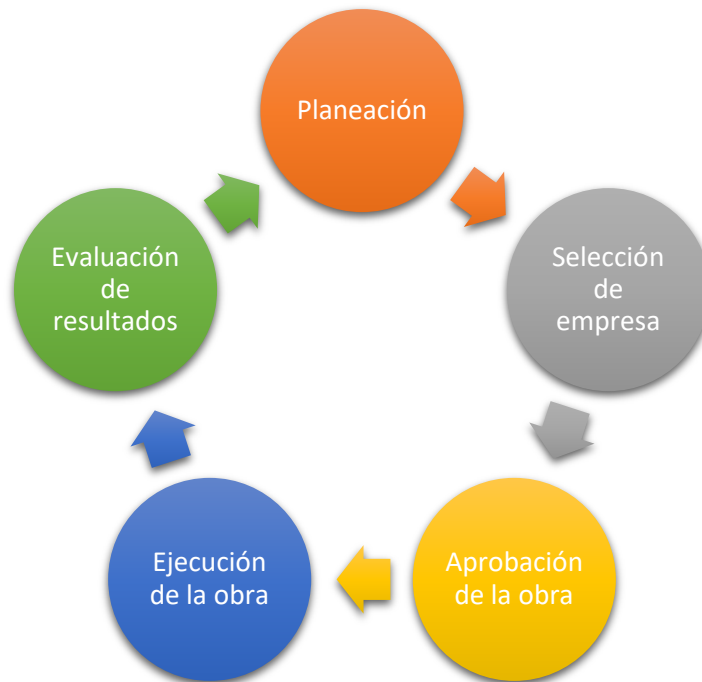 Planeación
Selección
de
empresa
Aprobación
de la obra
Ejecución
de la obra
Evaluación
de
resultados